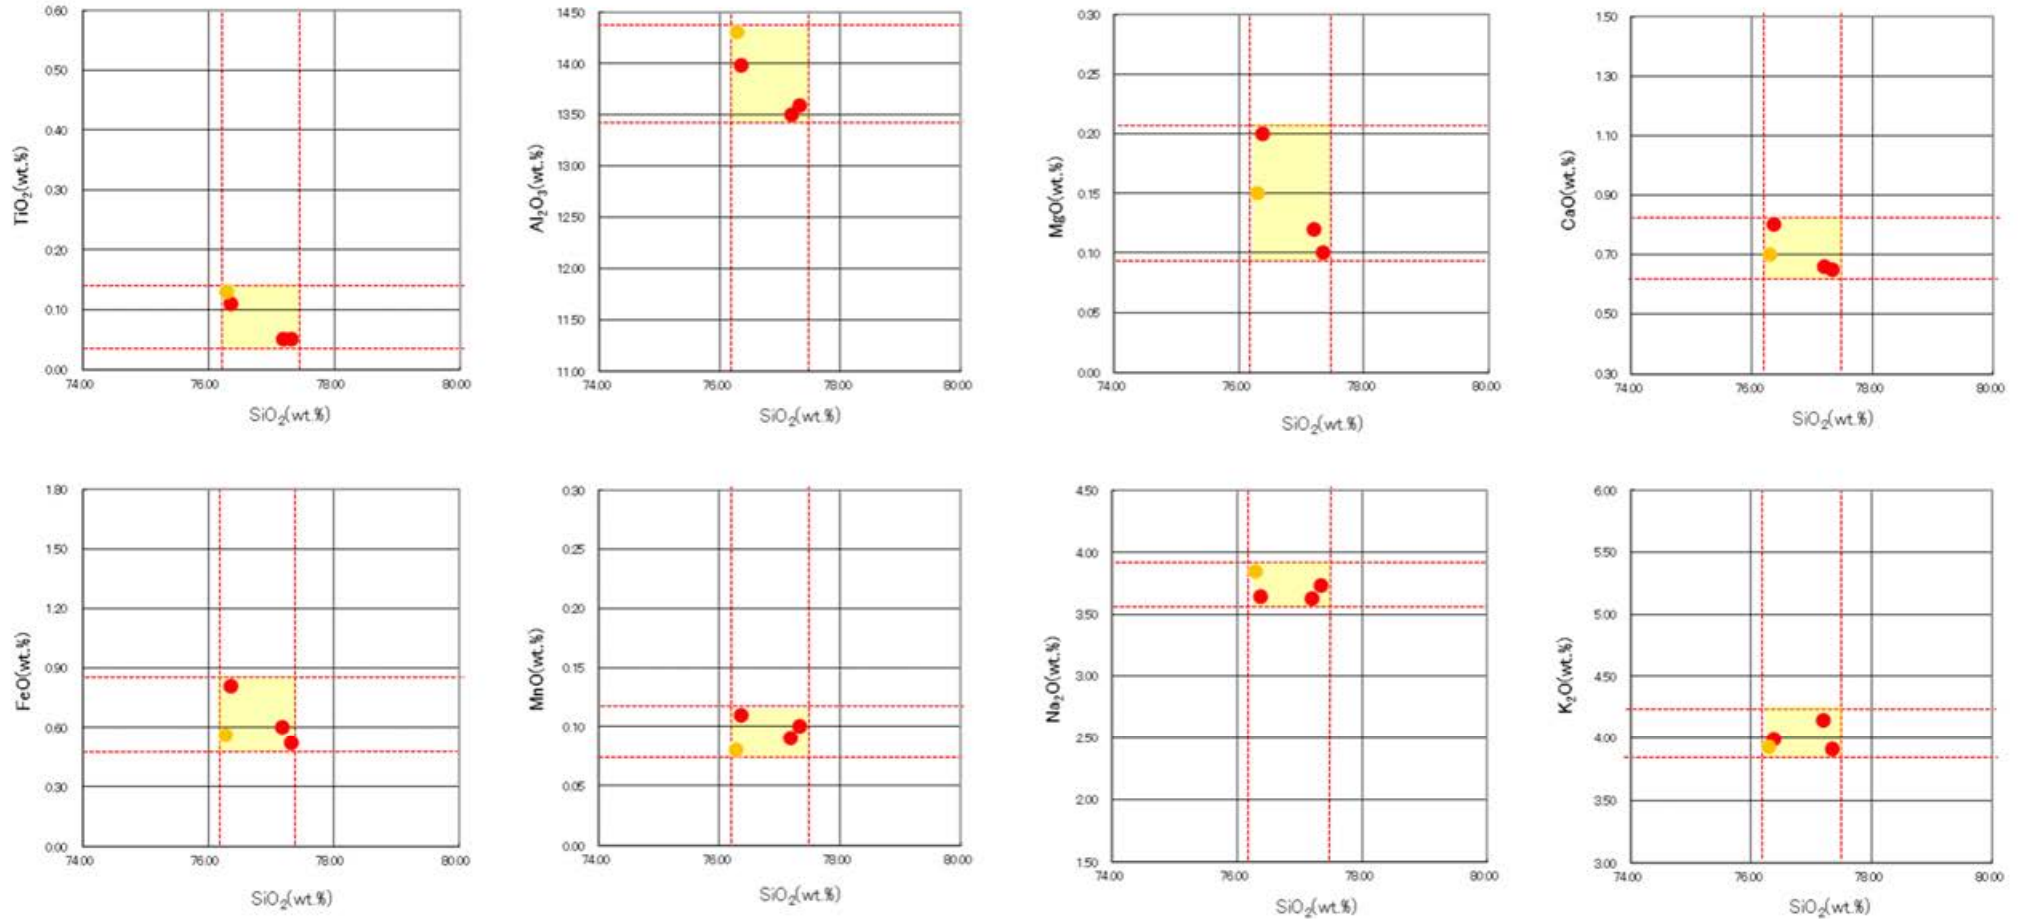 TiO2(wt.%)
0.60
0.50
0.40
0.30
0.20
0.10
0.00
74.00 76.00 78.00 80.00
SiO2(wt.%)
Al2O3(wt.%)
14.50
14.00
13.50
13.00
12.50
12.00
11.50
11.00
74.00 76.00 78.00 80.00
SiO2(wt.%)
MgO(wt.%)
0.30
0.25
0.20
0.15
0.10
0.05
0.00
74.00 76.00 78.00 80.00
SiO2(wt.%)
CaO(wt.%)
1.50
1.30
1.10
0.90
0.70
0.50
0.30
74.00 76.00 78.00 80.00
SiO2(wt.%)
FeO(wt.%)
1.80
1.50
1.20
0.90
0.60
0.30
0.00
74.00 76.00 78.00 80.00
SiO2(wt.%)
MnO(wt.%)
0.30
0.25
0.20
0.15
0.10
0.05
0.00
74.00 76.00 78.00 80.00
SiO2(wt.%)
Na2O(wt.%)
4.50
4.00
3.50
3.00
2.50
2.00
1.50
74.00 76.00 78.00 80.00
SiO2(wt.%)
K2O(wt.%)
6.00
5.50
5.00
4.50
4.00
3.50
3.00
74.00 76.00 78.00 80.00
SiO2(wt.%)